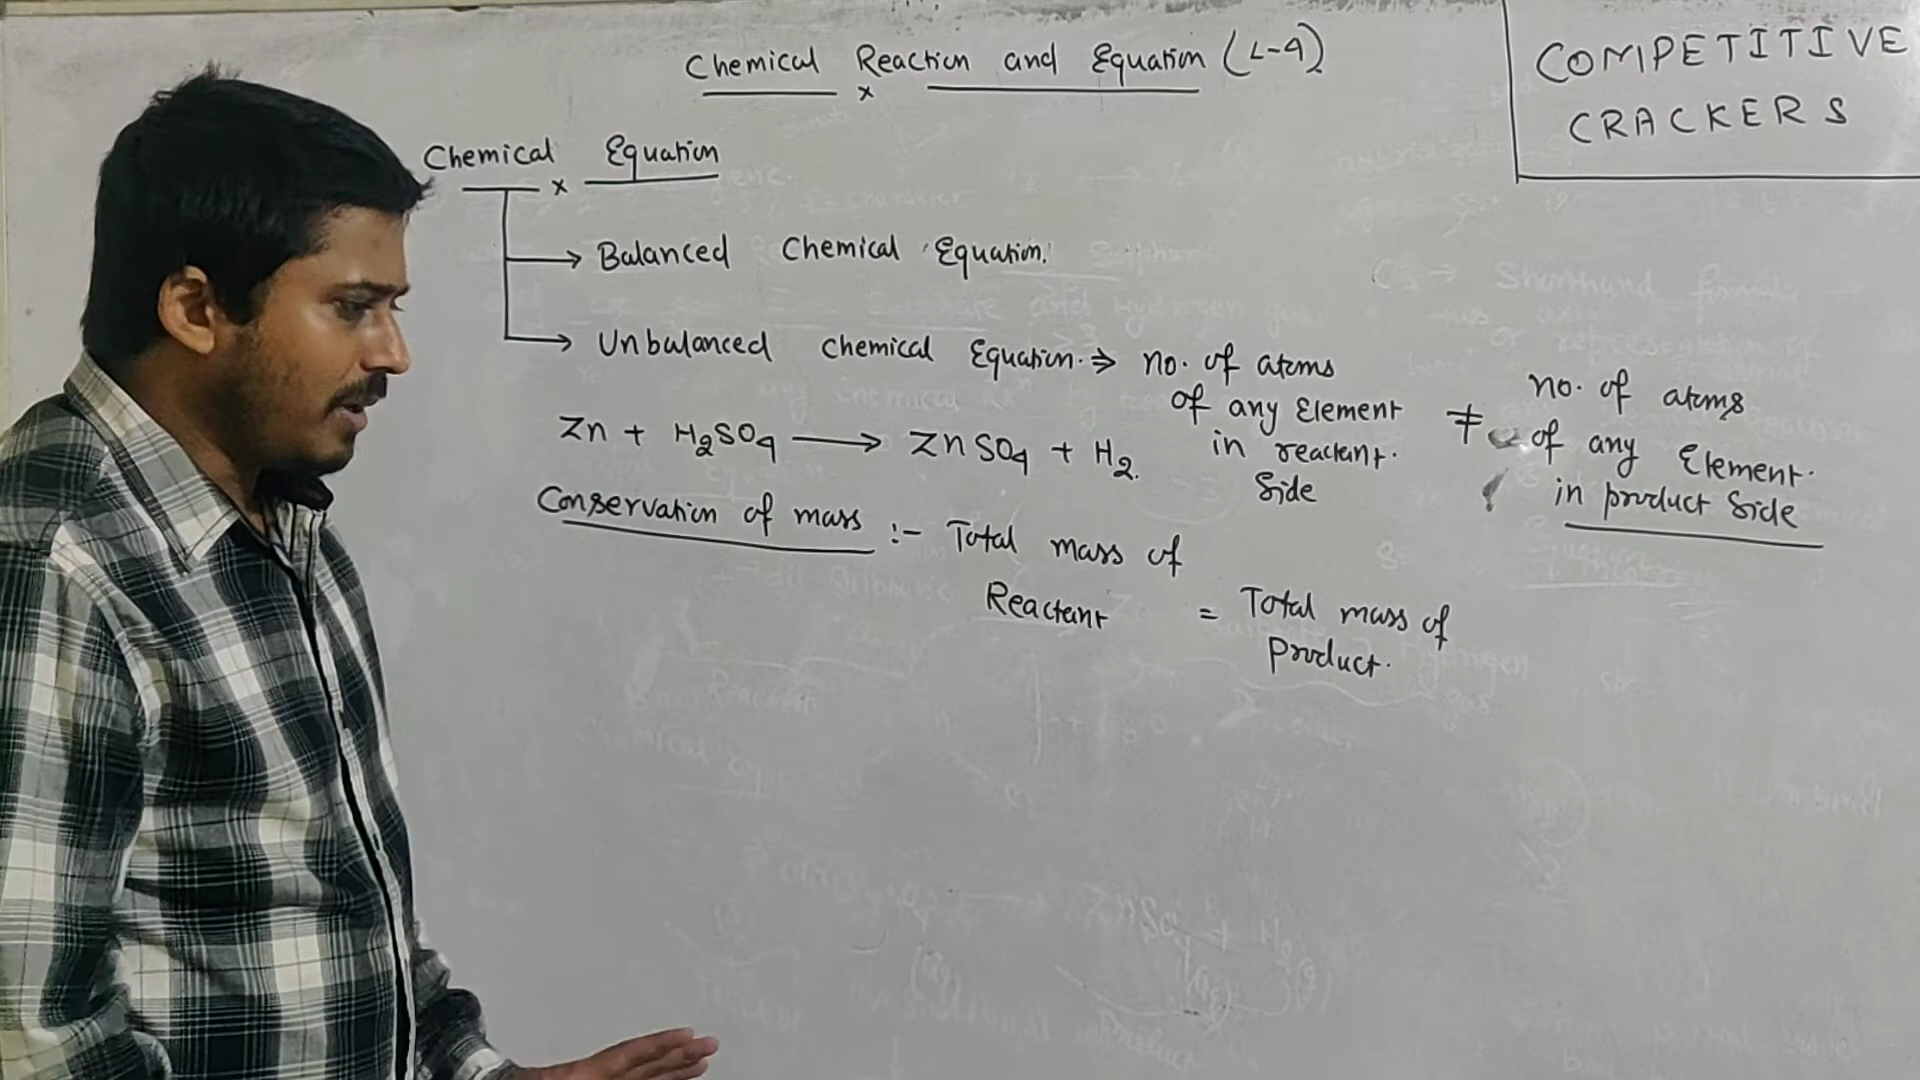 Chemical Reaction and Equation (L-4)
COMPETITIVE
CRACKERS
Chemical x Equation
→ Balanced Chemical Equation.
→ Unbalanced chemical Equation. ⇒ no. of atoms
of any Element
in reactant.
Side
≠
no. of atoms
of any Element.
in product Side
Zn + H₂SO₄ ⟶ ZnSO₄ + H₂.
Conservation of mass :- Total mass of
Reactant = Total mass of
Product.
ZnSO₄ + H₂